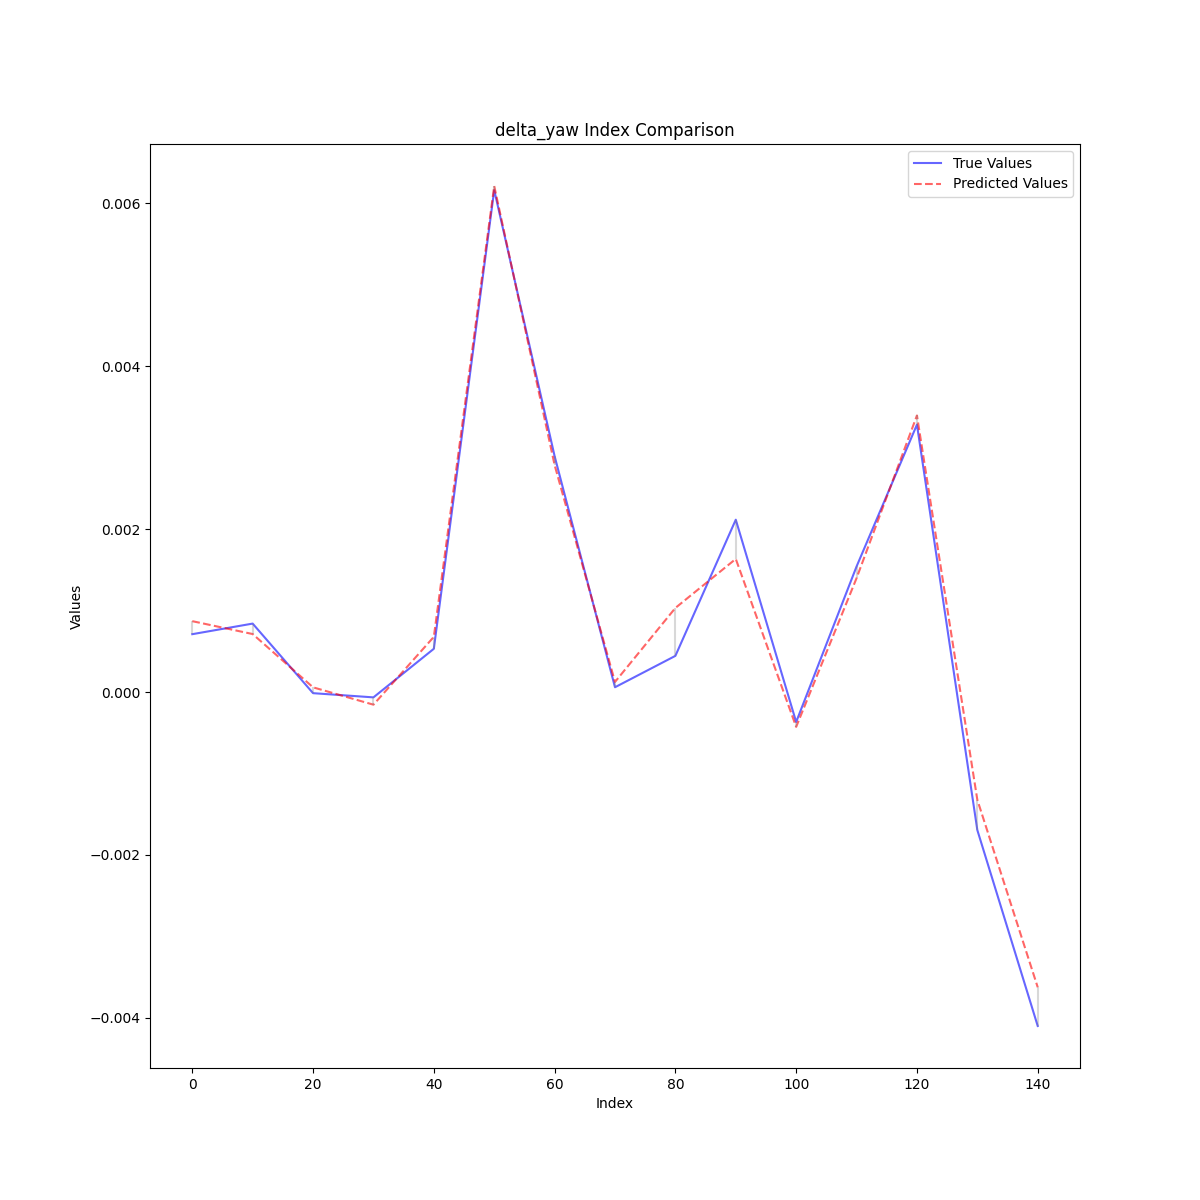 delta_yaw Index Comparison
True Values
Predicted Values
0.006
0.004
0.002
0.000
−0.002
−0.004
Values
0 20 40 60 80 100 120 140
Index